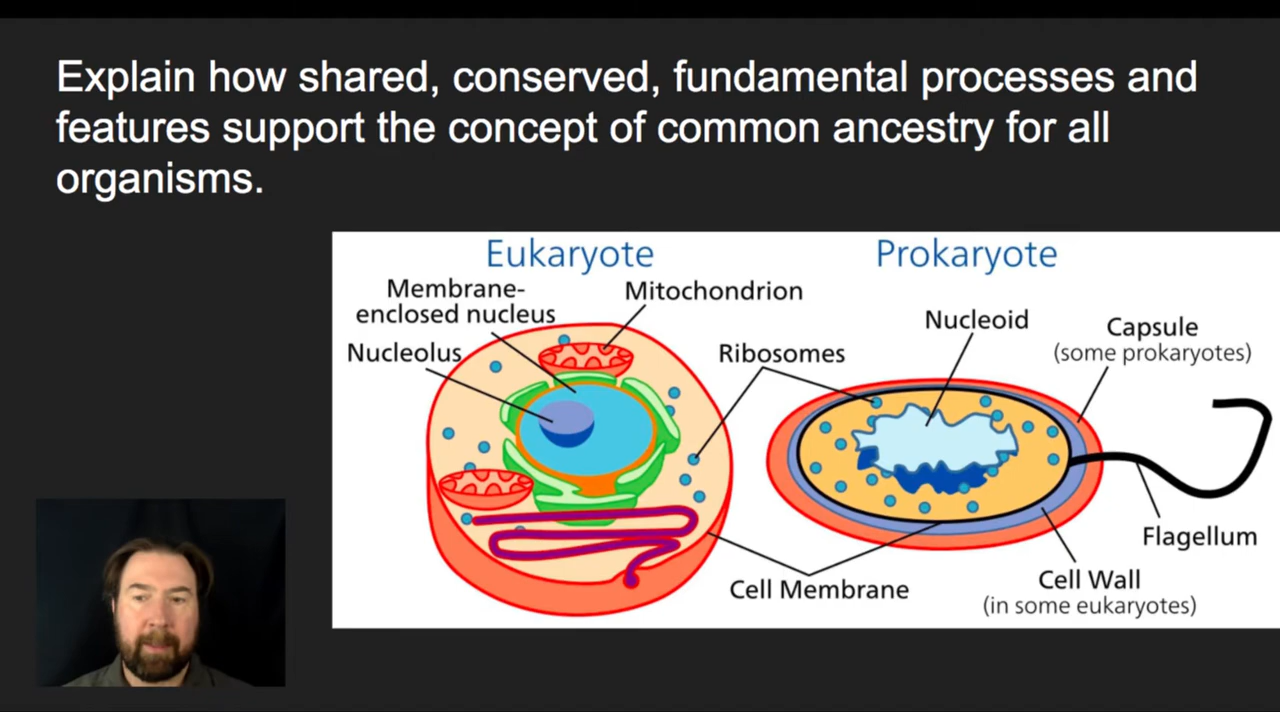 Explain how shared, conserved, fundamental processes and
features support the concept of common ancestry for all
organisms.
Eukaryote
Prokaryote
Membrane-
enclosed nucleus
Mitochondrion
Nucleolus
Ribosomes
Nucleoid
Capsule
(some prokaryotes)
Flagellum
Cell Membrane
Cell Wall
(in some eukaryotes)